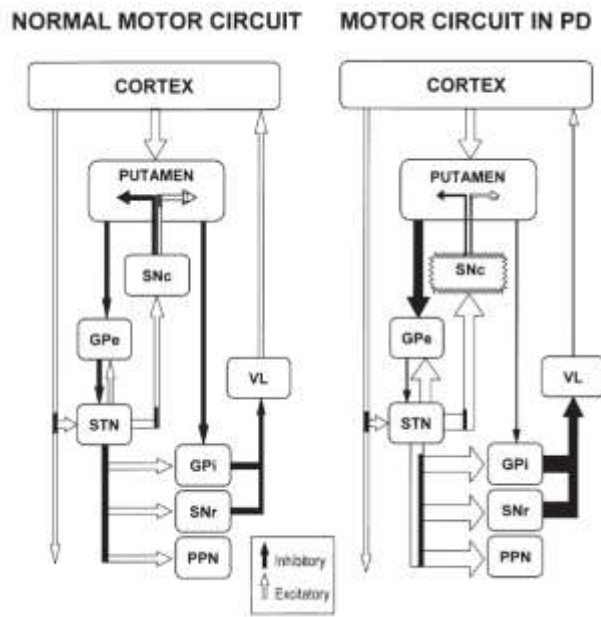 NORMAL MOTOR CIRCUIT
CORTEX
PUTAMEN
SNc
GPe
VL
STN
GPi
SNr
PPN
MOTOR CIRCUIT IN PD
CORTEX
PUTAMEN
SNc
GPe
VL
STN
GPi
SNr
PPN
Inhibitory
Excitatory